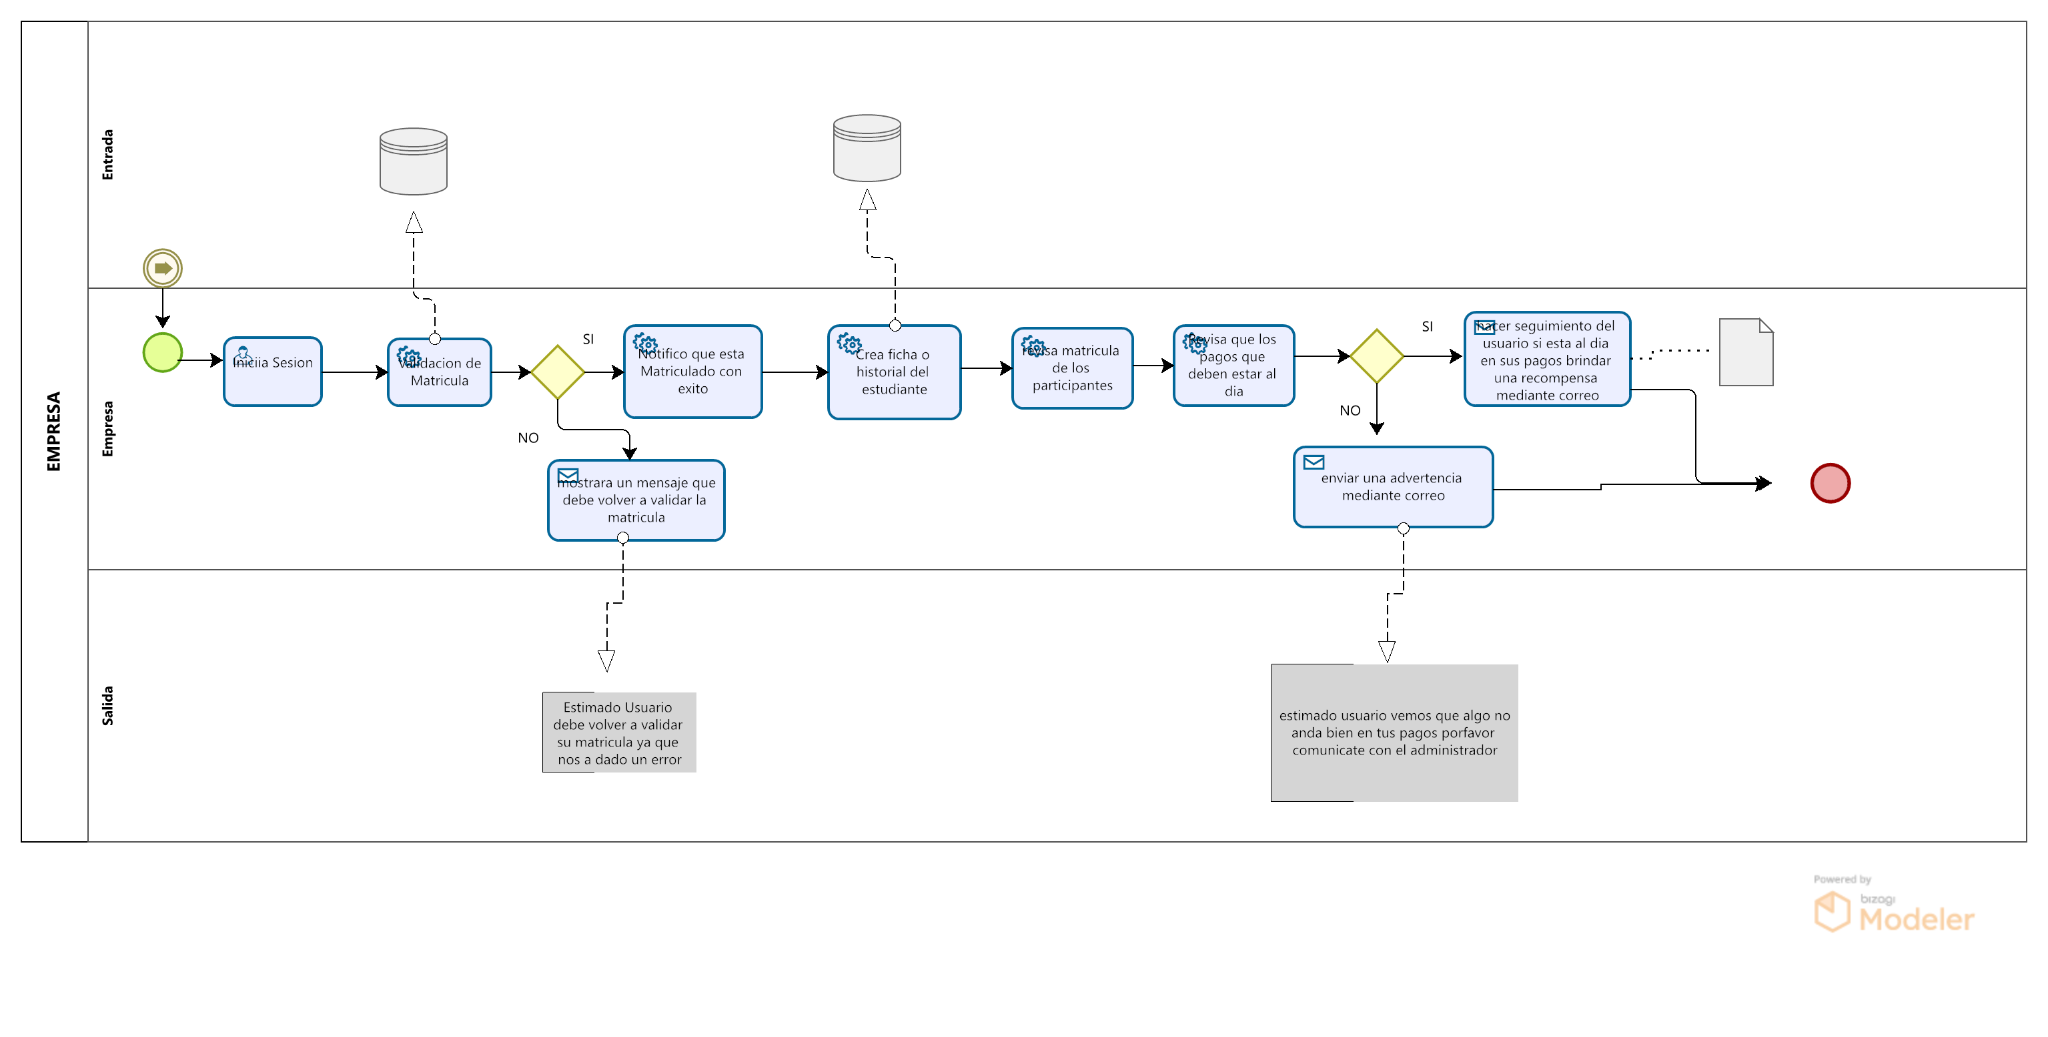 EMPRESA
Entrada
Empresa
Salida
Iniciia Sesion
Validacion de
Matricula
SI
NO
Notifico que esta
Matriculado con
exito
mostrara un mensaje que
debe volver a validar la
matricula
Crea ficha o
historial del
estudiante
revisa matricula
de los
participantes
Revisa que los
pagos que
deben estar al
dia
SI
NO
hacer seguimiento del
usuario si esta al dia
en sus pagos brindar
una recompensa
mediante correo
enviar una advertencia
mediante correo
Estimado Usuario
debe volver a validar
su matricula ya que
nos a dado un error
estimado usuario vemos que algo no
anda bien en tus pagos porfavor
comunicate con el administrador
Powered by
bizagi
Modeler